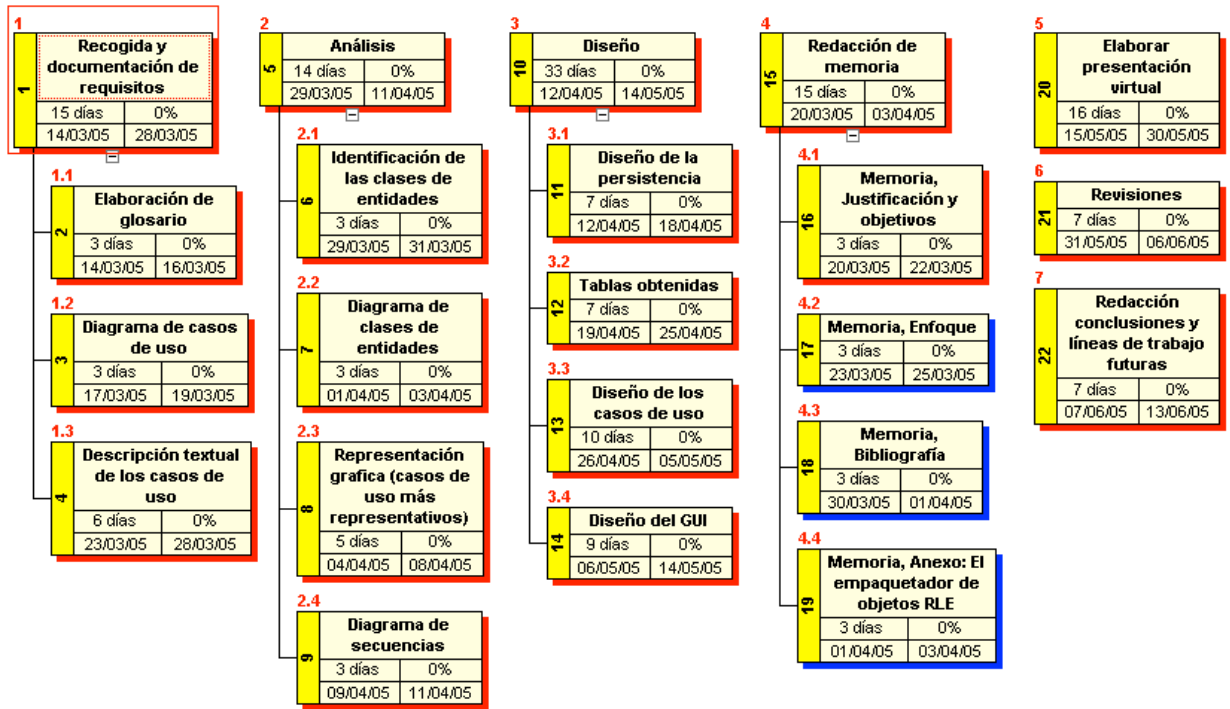 1
1
Recogida y
documentación de
requisitos
15 días 0%
14/03/05 28/03/05
1.1
2
Elaboración de
glosario
3 días 0%
14/03/05 16/03/05
1.2
3
Diagrama de casos
de uso
3 días 0%
17/03/05 19/03/05
1.3
4
Descripción textual
de los casos de
uso
6 días 0%
23/03/05 28/03/05
2
5
Análisis
14 días 0%
29/03/05 11/04/05
2.1
6
Identificación de
las clases de
entidades
3 días 0%
29/03/05 31/03/05
2.2
7
Diagrama de
clases de
entidades
3 días 0%
01/04/05 03/04/05
2.3
8
Representación
grafica (casos de
uso más
representativos)
5 días 0%
04/04/05 08/04/05
2.4
9
Diagrama de
secuencias
3 días 0%
09/04/05 11/04/05
3
10
Diseño
33 días 0%
12/04/05 14/05/05
3.1
11
Diseño de la
persistencia
7 días 0%
12/04/05 18/04/05
3.2
12
Tablas obtenidas
7 días 0%
19/04/05 25/04/05
3.3
13
Diseño de los
casos de uso
10 días 0%
26/04/05 05/05/05
3.4
14
Diseño del GUI
9 días 0%
06/05/05 14/05/05
4
15
Redacción de
memoria
15 días 0%
20/03/05 03/04/05
4.1
16
Memoria,
Justificación y
objetivos
3 días 0%
20/03/05 22/03/05
4.2
17
Memoria, Enfoque
3 días 0%
23/03/05 25/03/05
4.3
18
Memoria,
Bibliografía
3 días 0%
30/03/05 01/04/05
4.4
19
Memoria, Anexo: El
empaquetador de
objetos RLE
3 días 0%
01/04/05 03/04/05
5
20
Elaborar
presentación
virtual
16 días 0%
15/05/05 30/05/05
6
21
Revisiones
7 días 0%
31/05/05 06/06/05
7
22
Redacción
conclusiones y
líneas de trabajo
futuras
7 días 0%
07/06/05 13/06/05